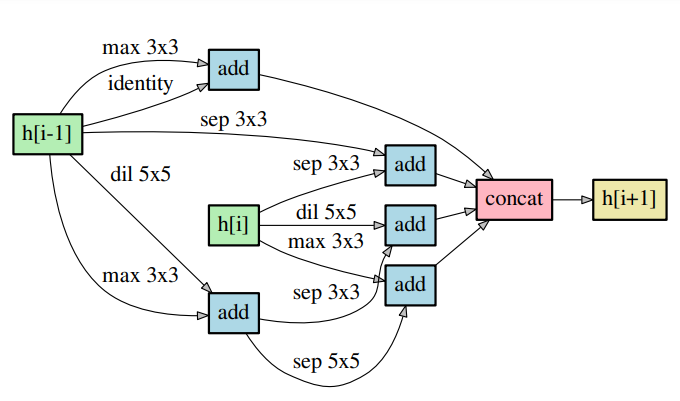 max 3x3
add
identity
sep 3x3
h[i-1]
sep 3x3
add
dil 5x5
concat
h[i+1]
h[i]
dil 5x5
add
max 3x3
max 3x3
sep 3x3
add
add
sep 5x5